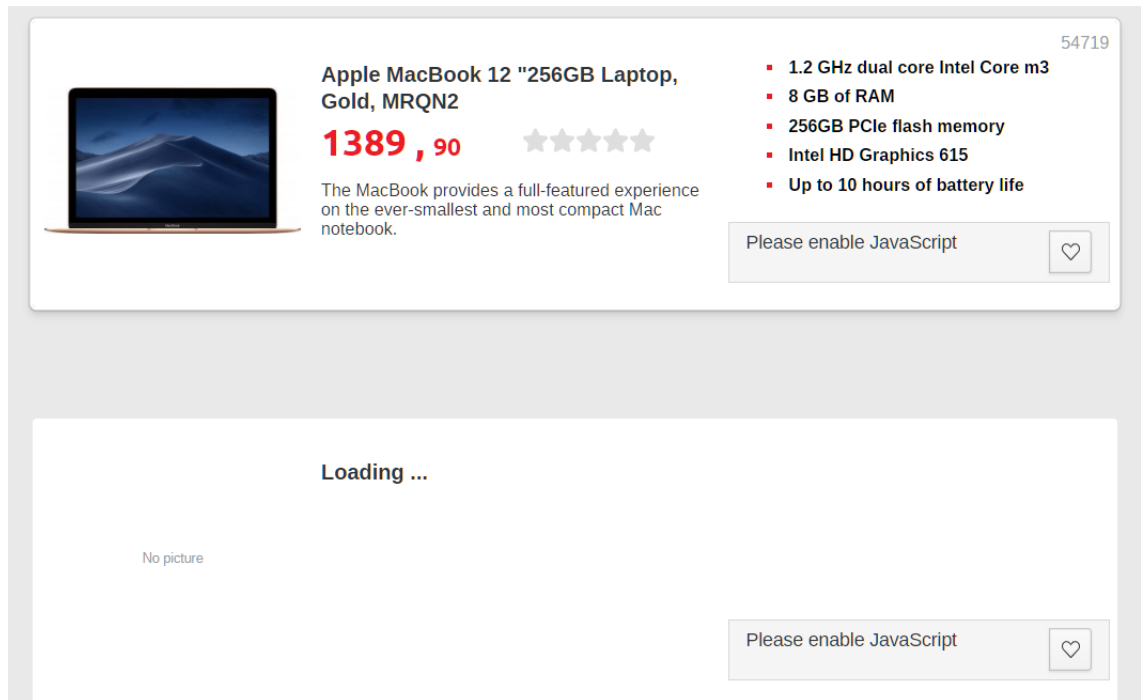 54719
Apple MacBook 12 "256GB Laptop,
Gold, MRQN2
1389 , 90
The MacBook provides a full-featured experience
on the ever-smallest and most compact Mac
notebook.
1.2 GHz dual core Intel Core m3
8 GB of RAM
256GB PCIe flash memory
Intel HD Graphics 615
Up to 10 hours of battery life
Please enable JavaScript
Loading ...
No picture
Please enable JavaScript